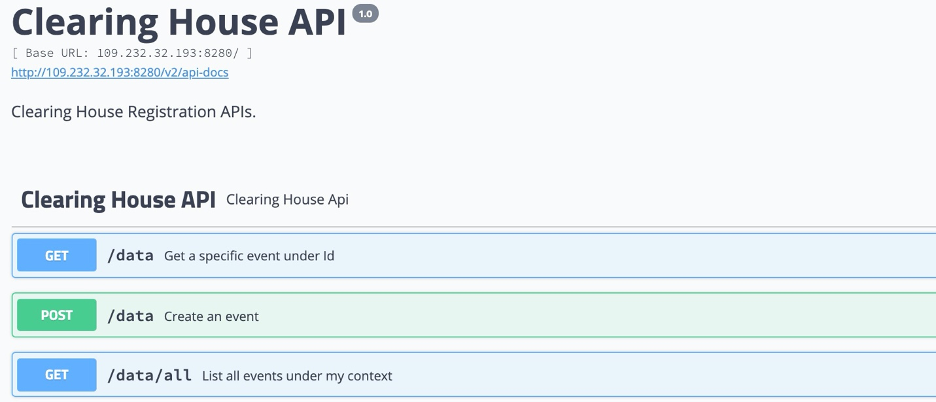 Clearing House API 1.0
[ Base URL: 109.232.32.193:8280/ ]
http://109.232.32.193:8280/v2/api-docs
Clearing House Registration APIs.
Clearing House API Clearing House Api
GET /data Get a specific event under Id
POST /data Create an event
GET /data/all List all events under my context